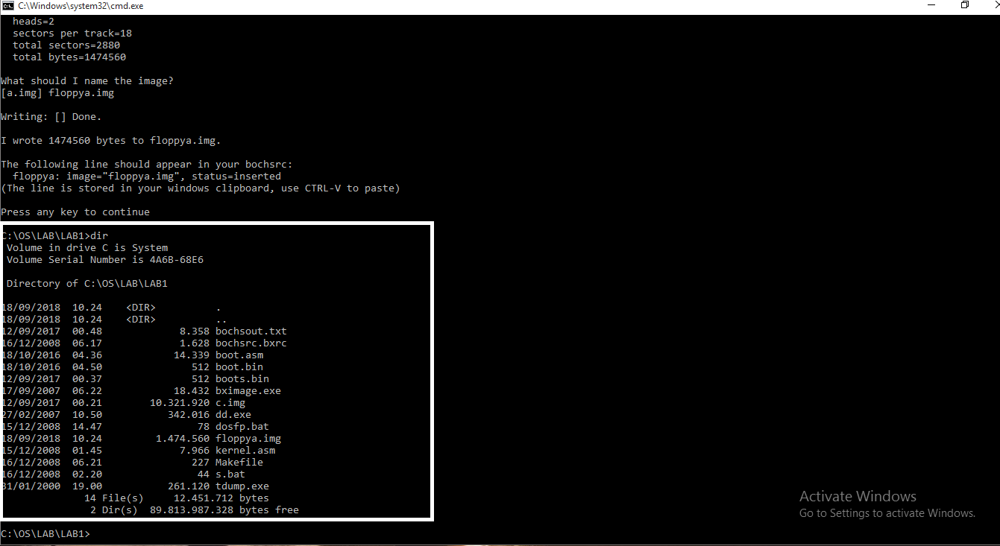 C:\Windows\system32\cmd.exe
heads=2
sectors per track=18
total sectors=2880
total bytes=1474560
What should I name the image?
[a.img] floppya.img
Writing: [] Done.
I wrote 1474560 bytes to floppya.img.
The following line should appear in your bochsrc:
floppya: image="floppya.img", status=inserted
(The line is stored in your windows clipboard, use CTRL-V to paste)
Press any key to continue
C:\OS\LAB\LAB1>dir
Volume in drive C is System
Volume Serial Number is 4A6B-68E6
Directory of C:\OS\LAB\LAB1
18/09/2018  10.24    <DIR>          .
18/09/2018  10.24    <DIR>          ..
12/09/2017  00.48             8.358 bochsout.txt
16/12/2008  06.17             1.628 bochsrc.bxrc
18/10/2016  04.36            14.339 boot.asm
18/10/2016  04.50               512 boot.bin
12/09/2017  00.37               512 boots.bin
17/09/2007  06.22            18.432 bximage.exe
12/09/2017  00.21        10.321.920 c.img
27/02/2007  10.50           342.016 dd.exe
15/12/2008  14.47                78 dosfp.bat
18/09/2018  10.24         1.474.560 floppya.img
15/12/2008  01.45             7.966 kernel.asm
16/12/2008  06.21               227 Makefile
16/12/2008  02.20                44 s.bat
31/01/2000  19.00           261.120 tdump.exe
14 File(s)     12.451.712 bytes
2 Dir(s)  89.813.987.328 bytes free
C:\OS\LAB\LAB1>
Activate Windows
Go to Settings to activate Windows.